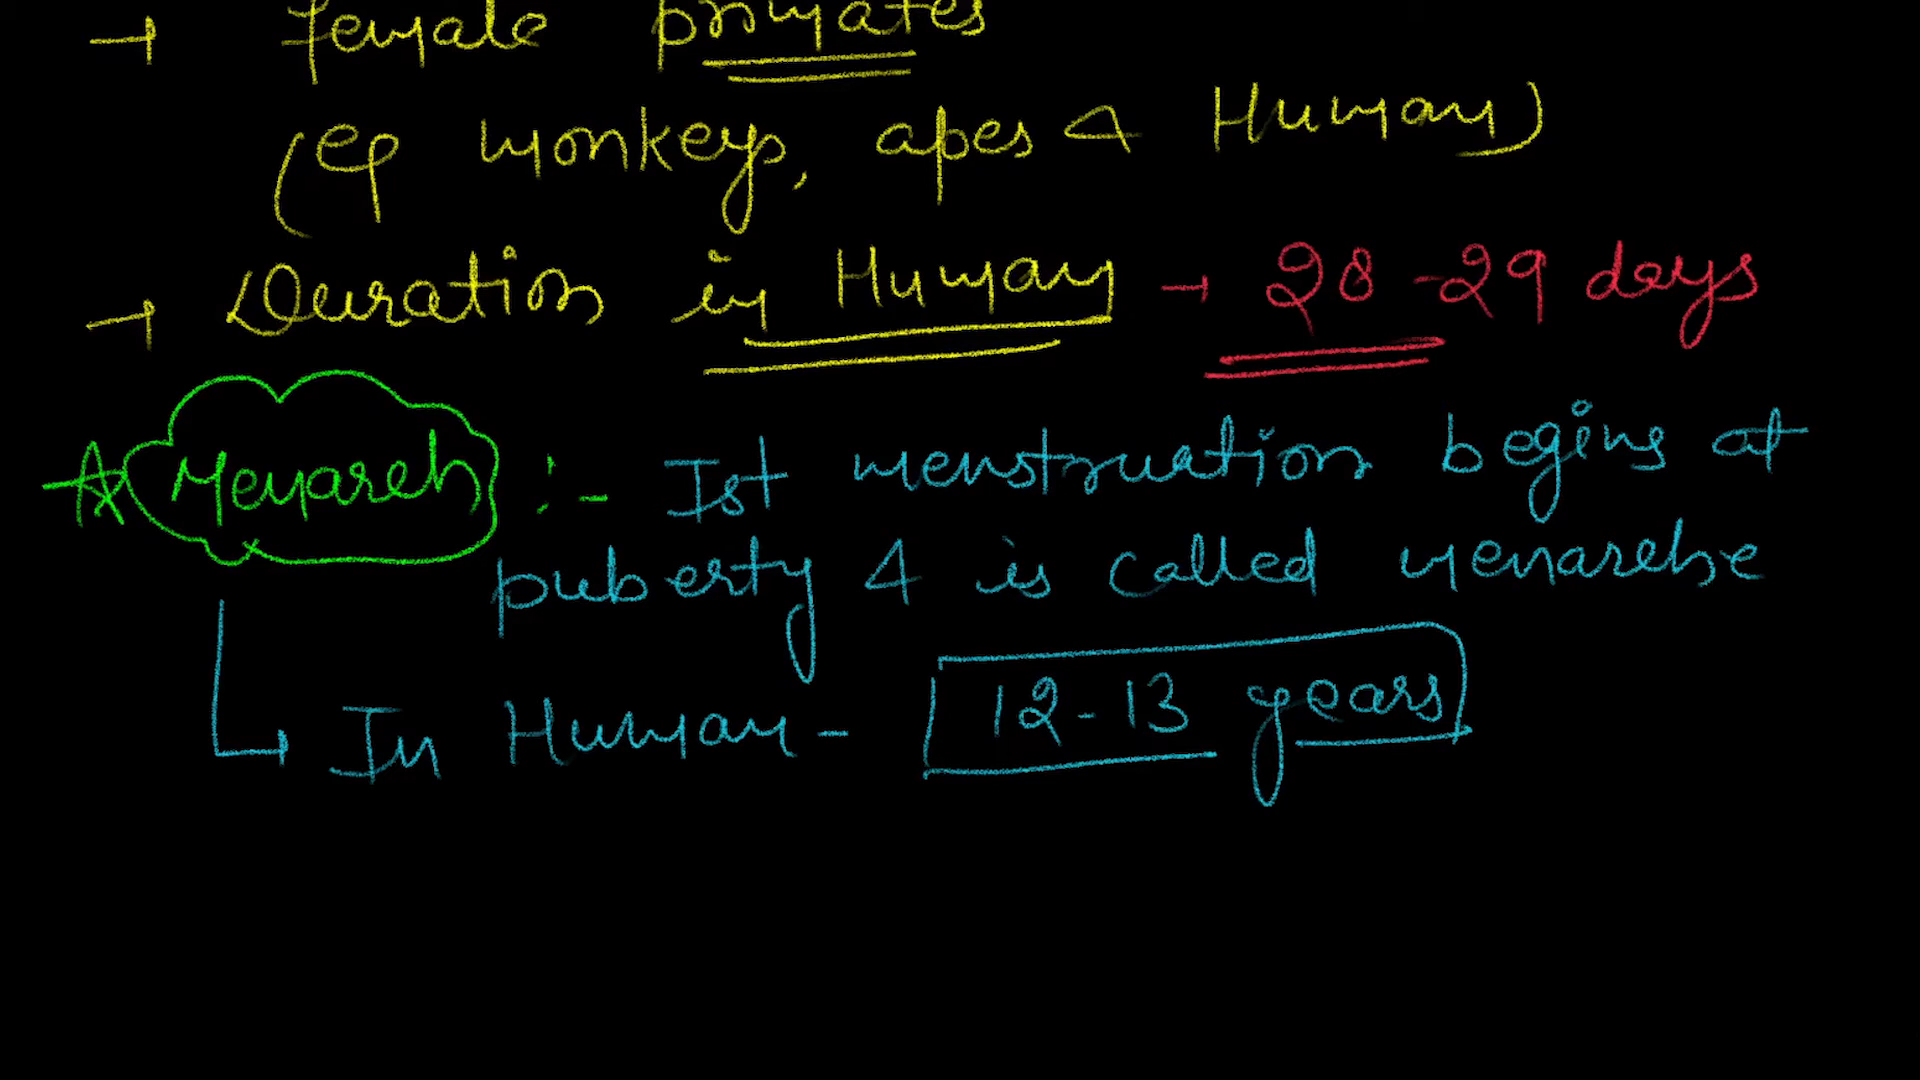 → female primates
(eg monkeys, apes & Human)
→ Duration in Human → 28-29 days
Menarch :- Ist menstruation begins at
puberty & is called menarche
In Human - 12-13 years